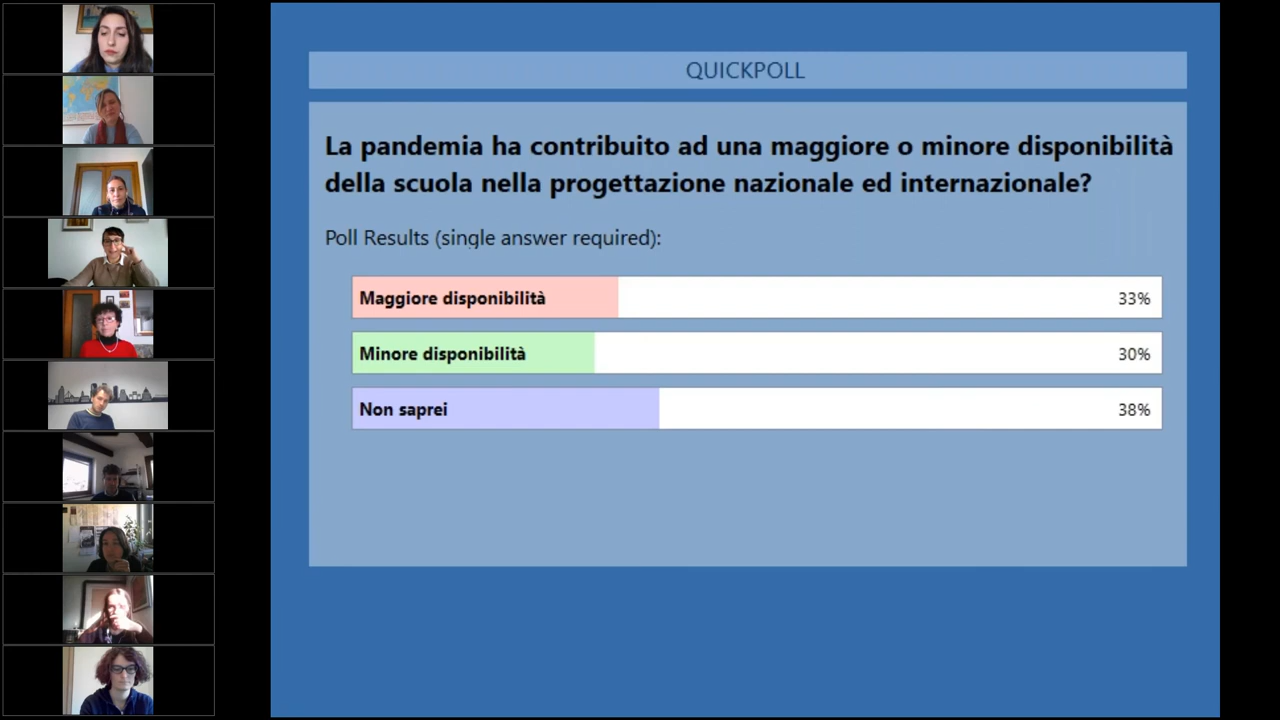 QUICKPOLL
La pandemia ha contribuito ad una maggiore o minore disponibilità
della scuola nella progettazione nazionale ed internazionale?
Poll Results (single answer required):
Maggiore disponibilità 33%
Minore disponibilità 30%
Non saprei 38%